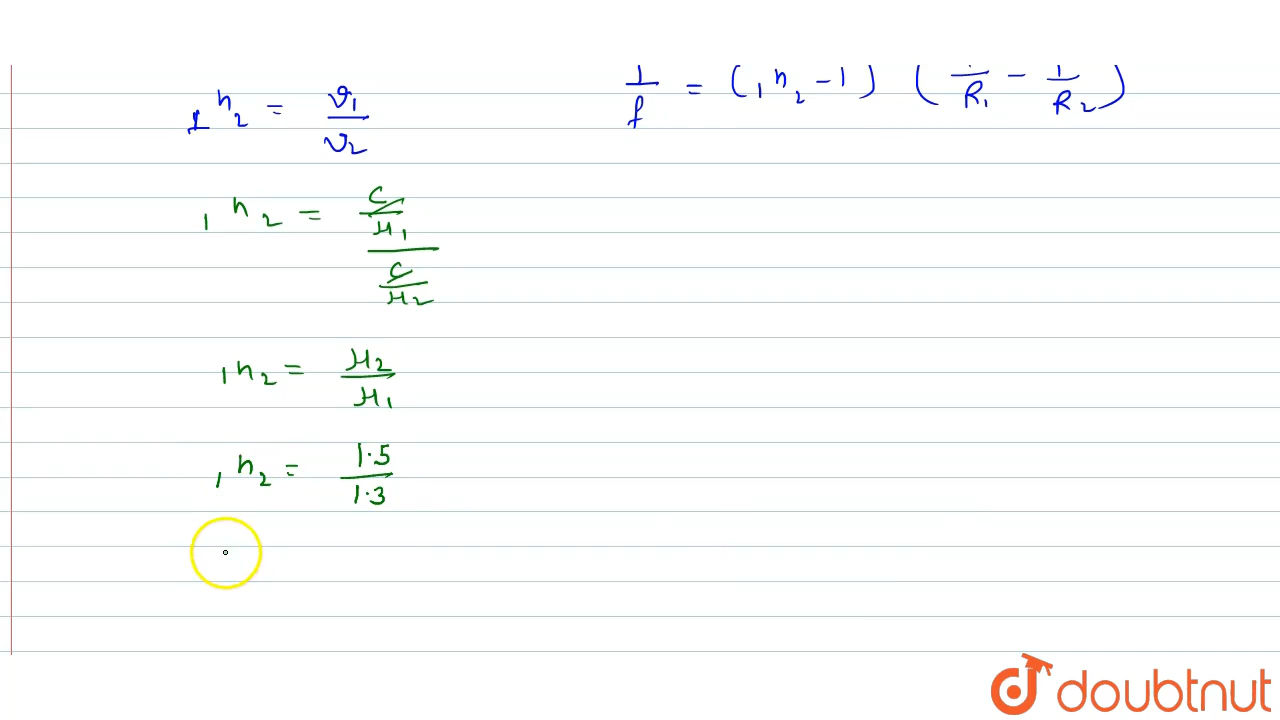 ₁n₂ = v₁/v₂
1/f = (₁n₂ - 1) (1/R₁ - 1/R₂)
₁n₂ = (c/μ₁)/(c/μ₂)
₁n₂ = μ₂/μ₁
₁n₂ = 1.5/1.3
doubtnut